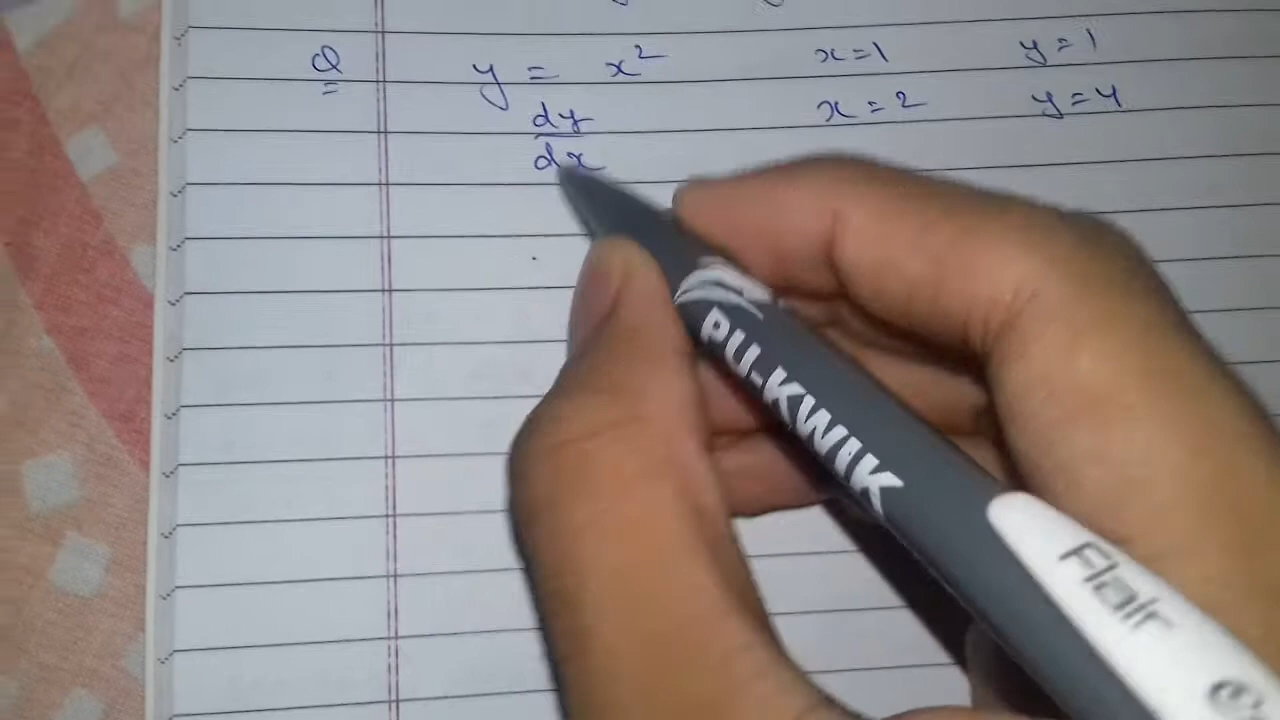 Q y = x² x=1 y=1
dy/dx x=2 y=4
PU-KWIK
Flair